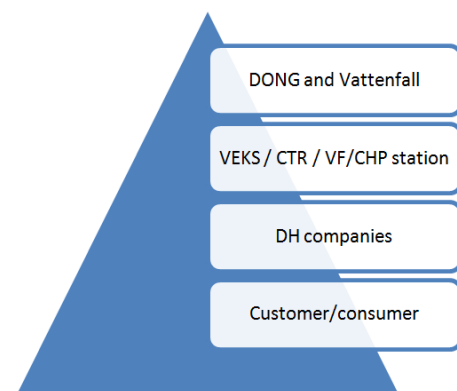 DONG and Vattenfall
VEKS / CTR / VF/CHP station
DH companies
Customer/consumer